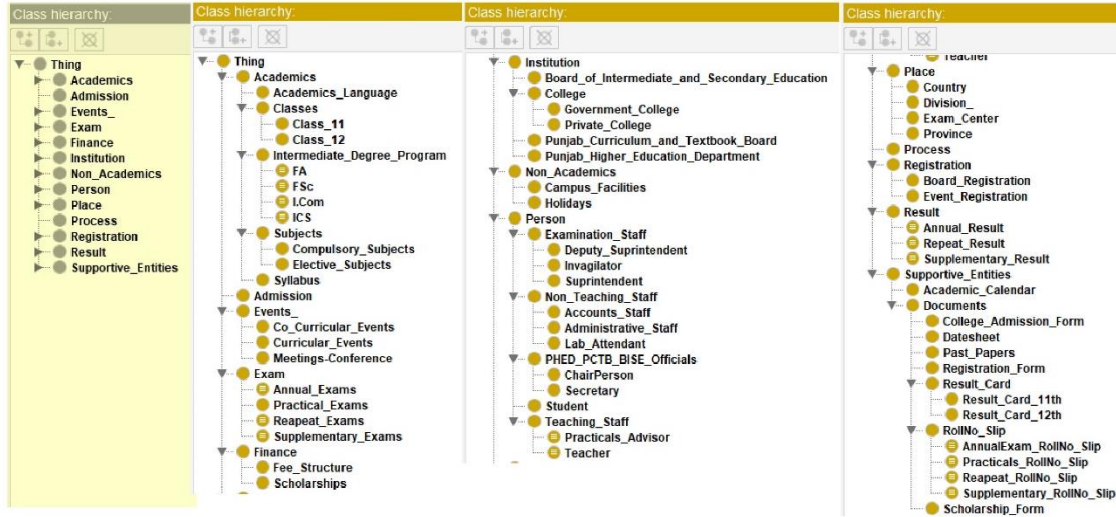 Class hierarchy:
Thing
Academics
Admission
Events_
Exam
Finance
Institution
Non_Academics
Person
Place
Process
Registration
Result
Supportive_Entities
Class hierarchy:
Thing
Academics
Academics_Language
Classes
Class_11
Class_12
Intermediate_Degree_Program
FA
FSc
I.Com
ICS
Subjects
Compulsory_Subjects
Elective_Subjects
Syllabus
Admission
Events_
Co_Curricular_Events
Curricular_Events
Meetings-Conference
Exam
Annual_Exams
Practical_Exams
Reapeat_Exams
Supplementary_Exams
Finance
Fee_Structure
Scholarships
Class hierarchy:
Institution
Board_of_Intermediate_and_Secondary_Education
College
Government_College
Private_College
Punjab_Curriculum_and_Textbook_Board
Punjab_Higher_Education_Department
Non_Academics
Campus_Facilities
Holidays
Person
Examination_Staff
Deputy_Suprintendent
Invagilator
Suprintendent
Non_Teaching_Staff
Accounts_Staff
Administrative_Staff
Lab_Attendant
PHED_PCTB_BISE_Officials
ChairPerson
Secretary
Student
Teaching_Staff
Practicals_Advisor
Teacher
Class hierarchy:
Teacher
Place
Country
Division_
Exam_Center
Province
Process
Registration
Board_Registration
Event_Registration
Result
Annual_Result
Repeat_Result
Supplementary_Result
Supportive_Entities
Academic_Calendar
Documents
College_Admission_Form
Datesheet
Past_Papers
Registration_Form
Result_Card
Result_Card_11th
Result_Card_12th
RollNo_Slip
AnnualExam_RollNo_Slip
Practicals_RollNo_Slip
Reapeat_RollNo_Slip
Supplementary_RollNo_Slip
Scholarship_Form